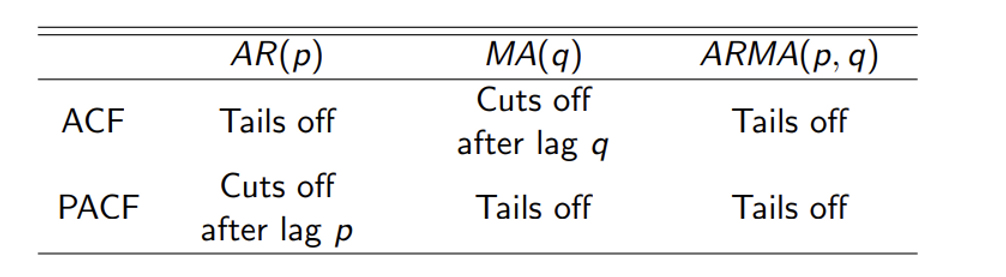 AR(p) MA(q) ARMA(p, q)
ACF Tails off Cuts off after lag q Tails off
PACF Cuts off after lag p Tails off Tails off